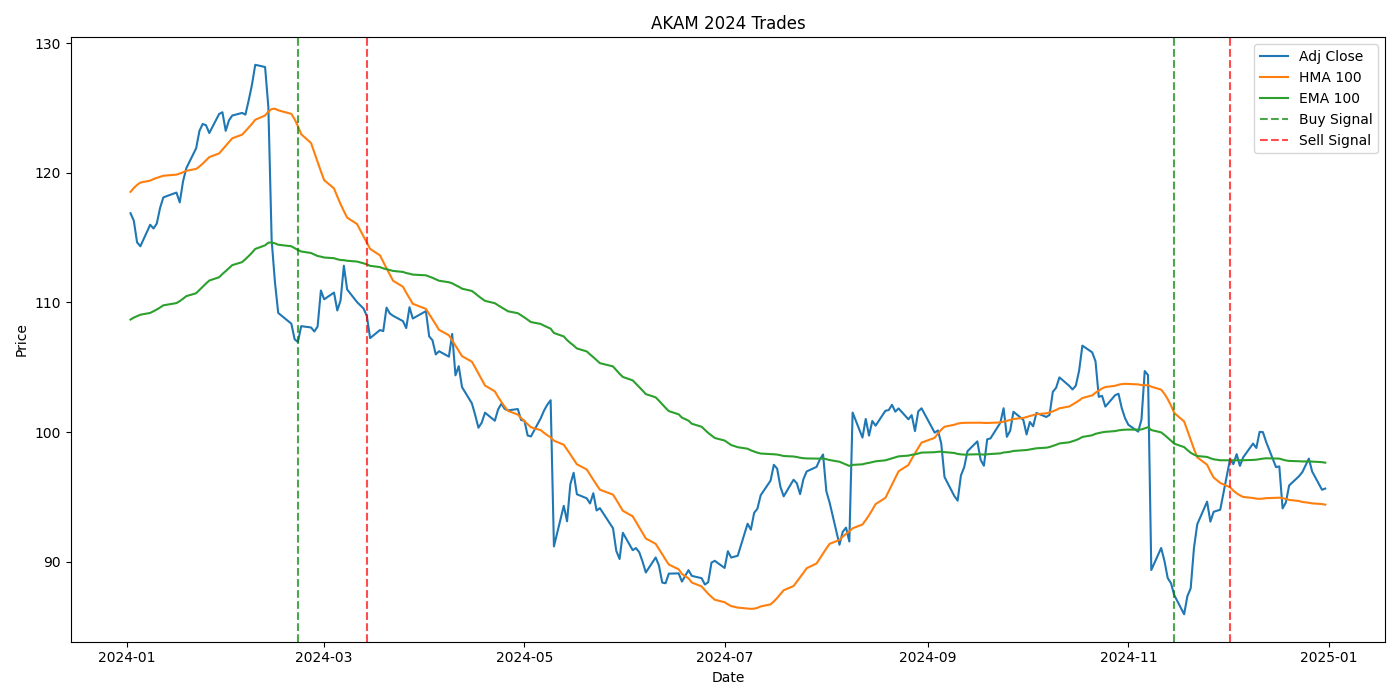 AKAM 2024 Trades
130
120
110
100
90
Price
Adj Close
HMA 100
EMA 100
Buy Signal
Sell Signal
2024-01
2024-03
2024-05
2024-07
2024-09
2024-11
2025-01
Date